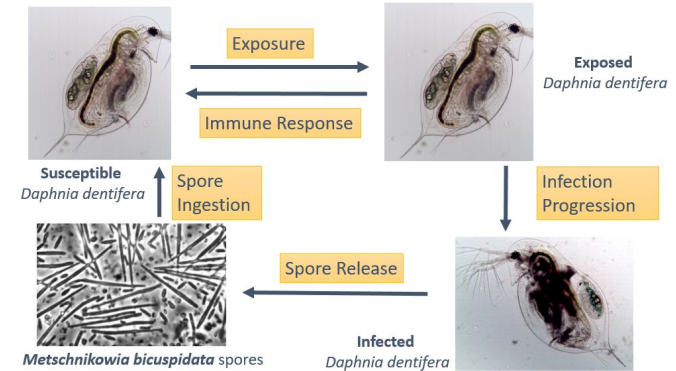 Exposure
Immune Response
Exposed
Daphnia dentifera
Susceptible
Daphnia dentifera
Spore
Ingestion
Infection
Progression
Spore Release
Infected
Daphnia dentifera
Metschnikowia bicuspidata spores